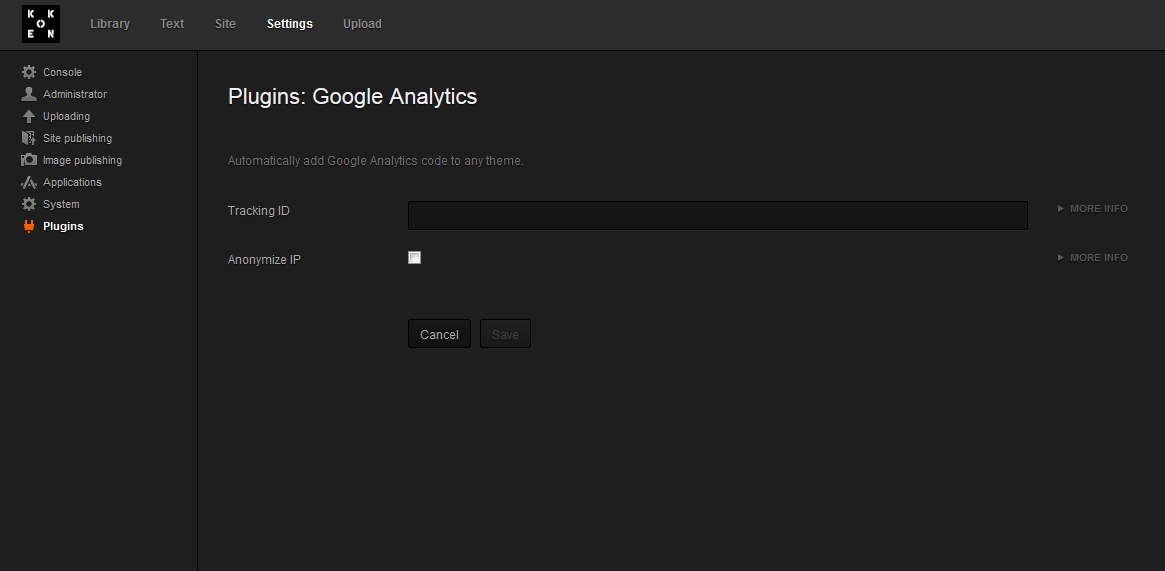 KOKEN
Library Text Site Settings Upload
Console
Administrator
Uploading
Site publishing
Image publishing
Applications
System
Plugins
Plugins: Google Analytics
Automatically add Google Analytics code to any theme.
Tracking ID
MORE INFO
Anonymize IP
MORE INFO
Cancel Save